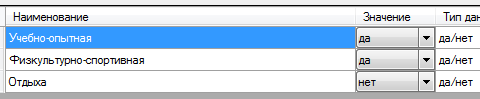 Наименование Значение Тип дан
Учебно-опытная да да/нет
Физкультурно-спортивная да да/нет
Отдыха нет да/нет